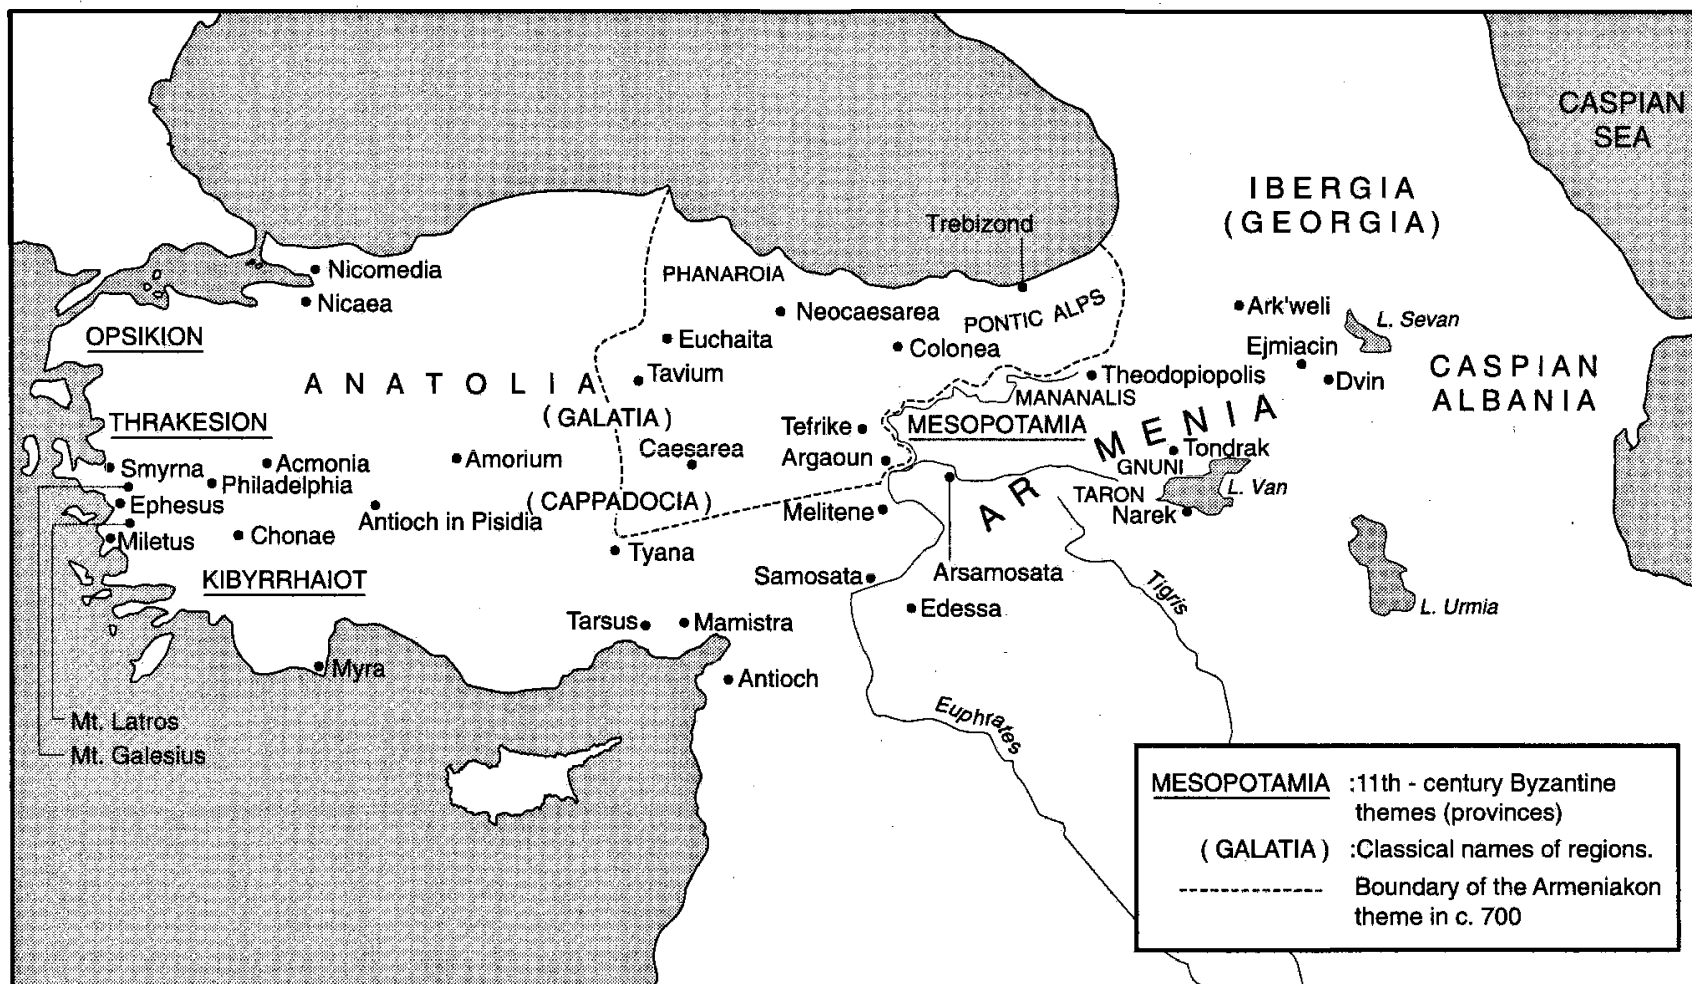 CASPIAN
SEA
IBERGIA
(GEORGIA)
Trebizond
Nicomedia
PHANAROIA
Nicaea
Neocaesarea
PONTIC ALPS
Ark'weli
L. Sevan
OPSIKION
Euchaita
Colonea
Ejmiacin
ANATOLIA
Tavium
Theodopiopolis
Dvin
CASPIAN
ALBANIA
MANANALIS
(GALATIA)
THRAKESION
Tefrike
MESOPOTAMIA
ARMENIA
Smyrna
Acmonia
Amorium
Caesarea
Argaoun
Tondrak
GNUNI
Philadelphia
L. Van
TARON
Ephesus
Antioch in Pisidia
(CAPPADOCIA)
Melitene
Narek
Miletus
Chonae
Tyana
KIBYRRHAIOT
Samosata
Arsamosata
Tigris
Edessa
L. Urmia
Tarsus
Mamistra
Myra
Antioch
Mt. Latros
Mt. Galesius
Euphrates
MESOPOTAMIA :11th - century Byzantine
themes (provinces)
(GALATIA) :Classical names of regions.
Boundary of the Armeniakon
theme in c. 700